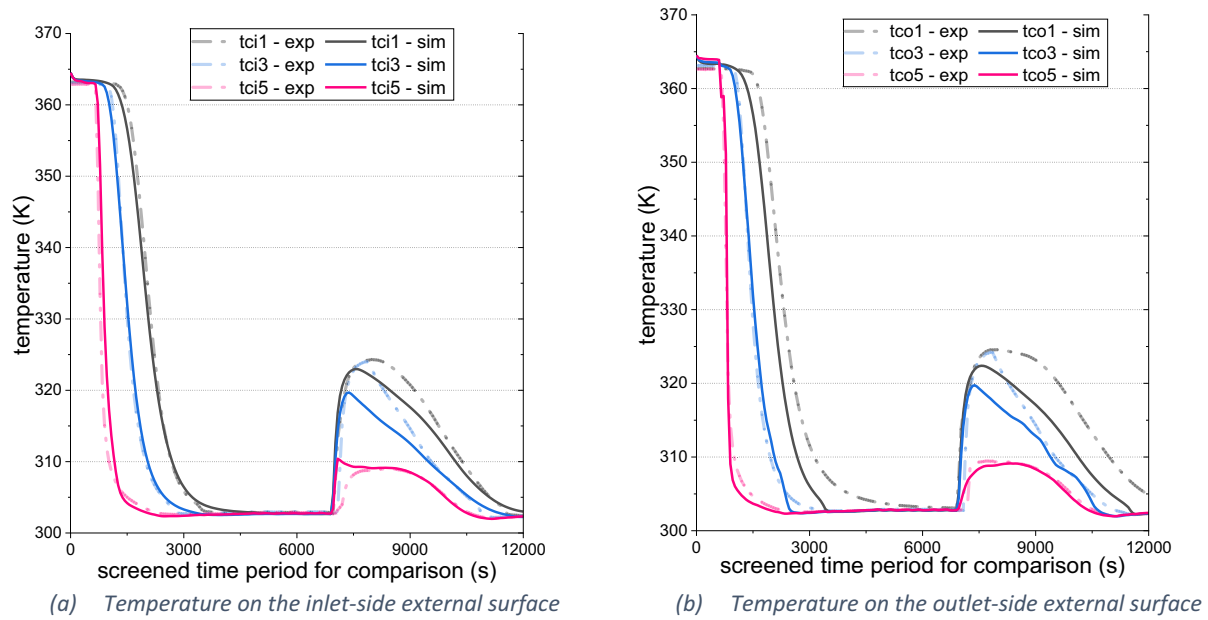 370
360
350
340
330
320
310
300
temperature (K)
tci1 - exp tci1 - sim
tci3 - exp tci3 - sim
tci5 - exp tci5 - sim
0 3000 6000 9000 12000
screened time period for comparison (s)
(a) Temperature on the inlet-side external surface
370
360
350
340
330
320
310
300
temperature (K)
tco1 - exp tco1 - sim
tco3 - exp tco3 - sim
tco5 - exp tco5 - sim
0 3000 6000 9000 12000
screened time period for comparison (s)
(b) Temperature on the outlet-side external surface